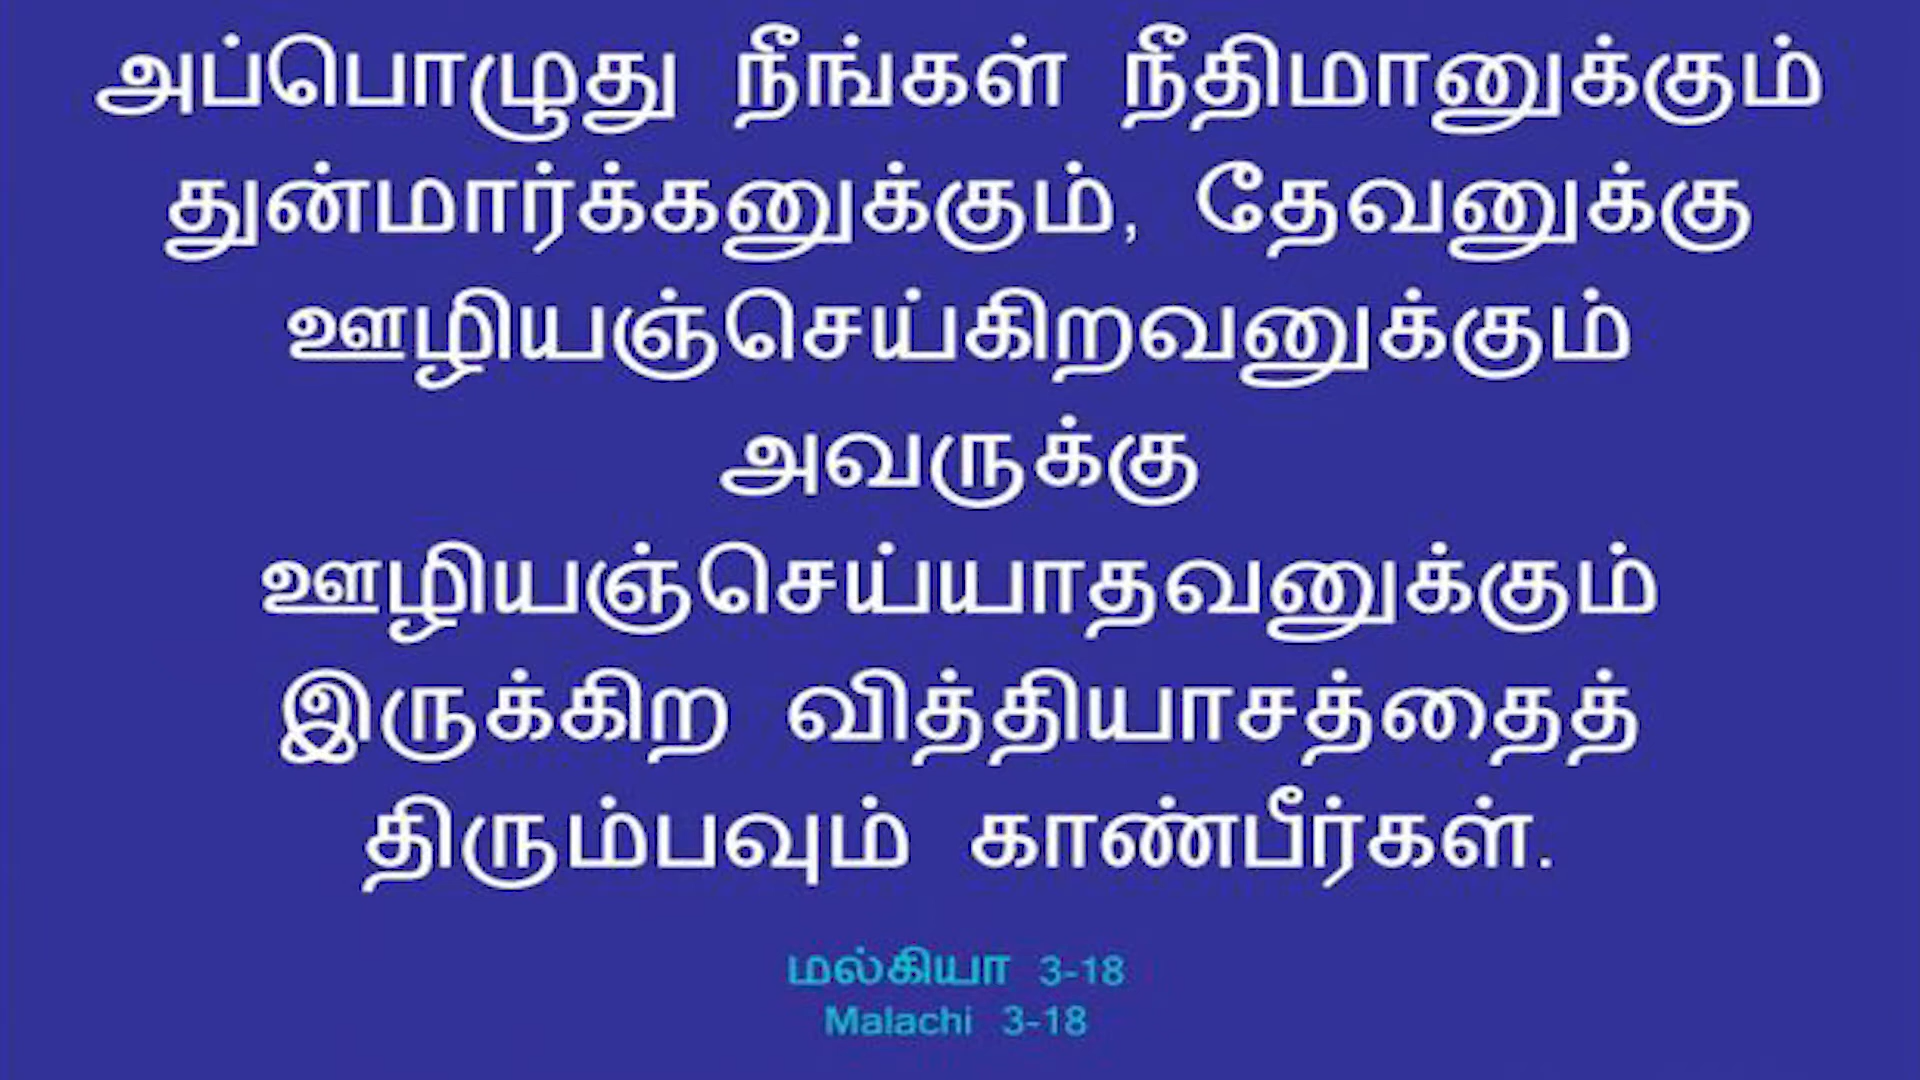 அப்பொழுது நீங்கள் நீதிமானுக்கும்
துன்மார்க்கனுக்கும், தேவனுக்கு
ஊழியஞ்செய்கிறவனுக்கும்
அவருக்கு
ஊழியஞ்செய்யாதவனுக்கும்
இருக்கிற வித்தியாசத்தைத்
திரும்பவும் காண்பீர்கள்.
மல்கியா 3-18
Malachi 3-18